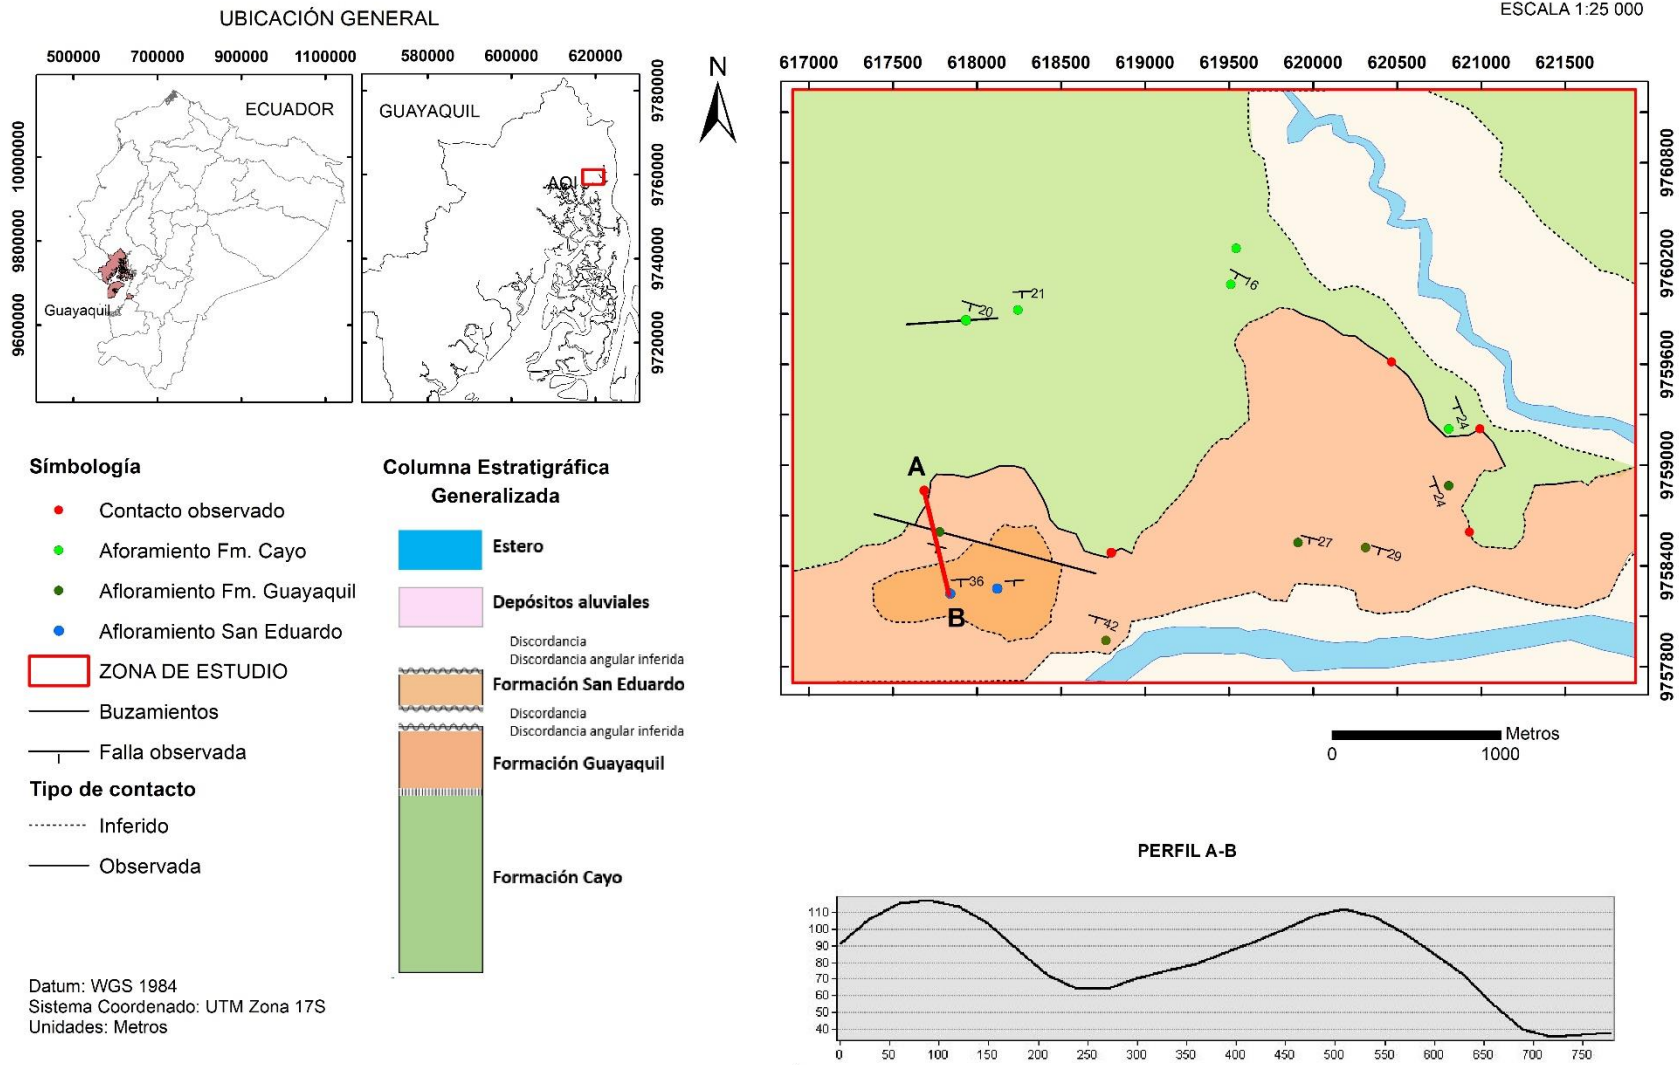 UBICACIÓN GENERAL
ESCALA 1:25 000
500000 700000 900000 1100000
580000 600000 620000
N
617000 617500 618000 618500 619000 619500 620000 620500 621000 621500
ECUADOR
GUAYAQUIL
10000000
9800000
9600000
Guayaquil
AOI
9780000
9760000
9740000
9720000
9760800
9760200
9759600
9759000
9758400
9757800
16
21
20
24
24
A
27
29
36
B
42
Símbología
Contacto observado
Aforamiento Fm. Cayo
Afloramiento Fm. Guayaquil
Afloramiento San Eduardo
ZONA DE ESTUDIO
Buzamientos
Falla observada
Tipo de contacto
Inferido
Observada
Columna Estratigráfica
Generalizada
Estero
Depósitos aluviales
Discordancia
Discordancia angular inferida
Formación San Eduardo
Discordancia
Discordancia angular inferida
Formación Guayaquil
Formación Cayo
Metros
0 1000
PERFIL A-B
110
100
90
80
70
60
50
40
0 50 100 150 200 250 300 350 400 450 500 550 600 650 700 750
Datum: WGS 1984
Sistema Coordenado: UTM Zona 17S
Unidades: Metros